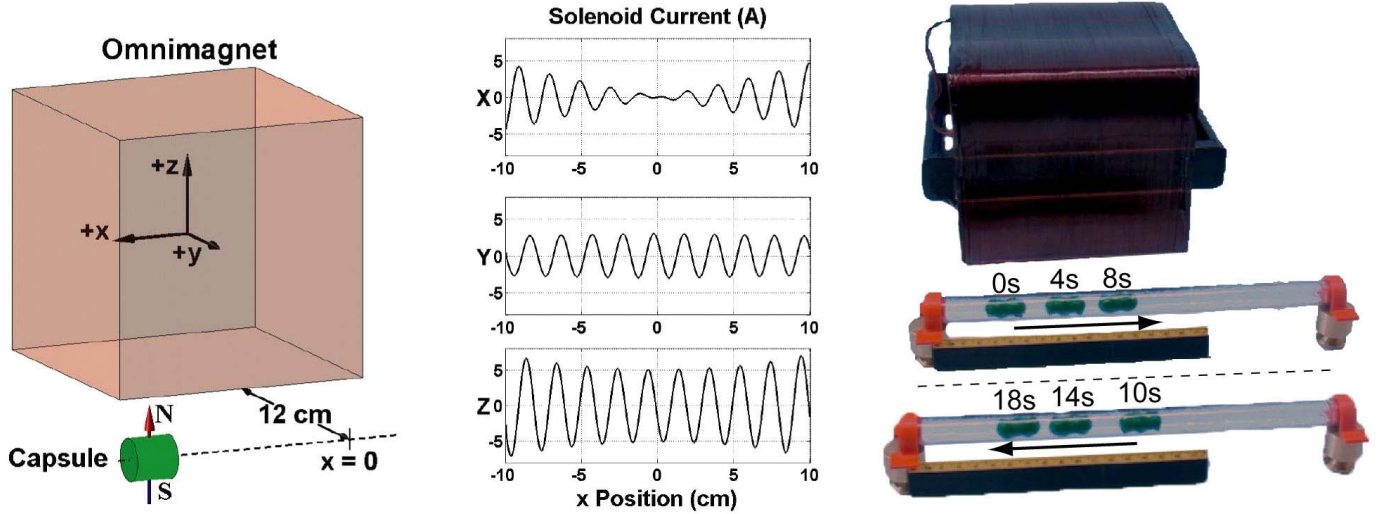 Omnimagnet
+z
+x
+y
12 cm
N
Capsule
S
x = 0
Solenoid Current (A)
X
5
0
-5
-10 -5 0 5 10
Y
5
0
-5
-10 -5 0 5 10
Z
5
0
-5
-10 -5 0 5 10
x Position (cm)
0s 4s 8s
18s 14s 10s